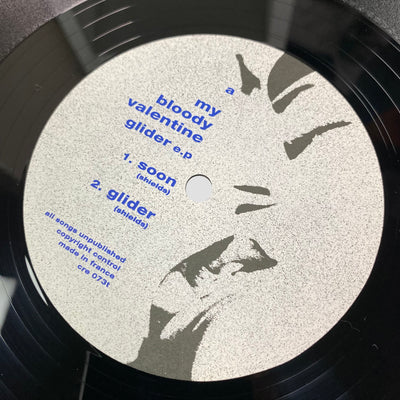 a
my
bloody
valentine
glider e.p
1. soon
(shields)
2. glider
(shields)
all songs unpublished
copyright control
made in france
cre 073t